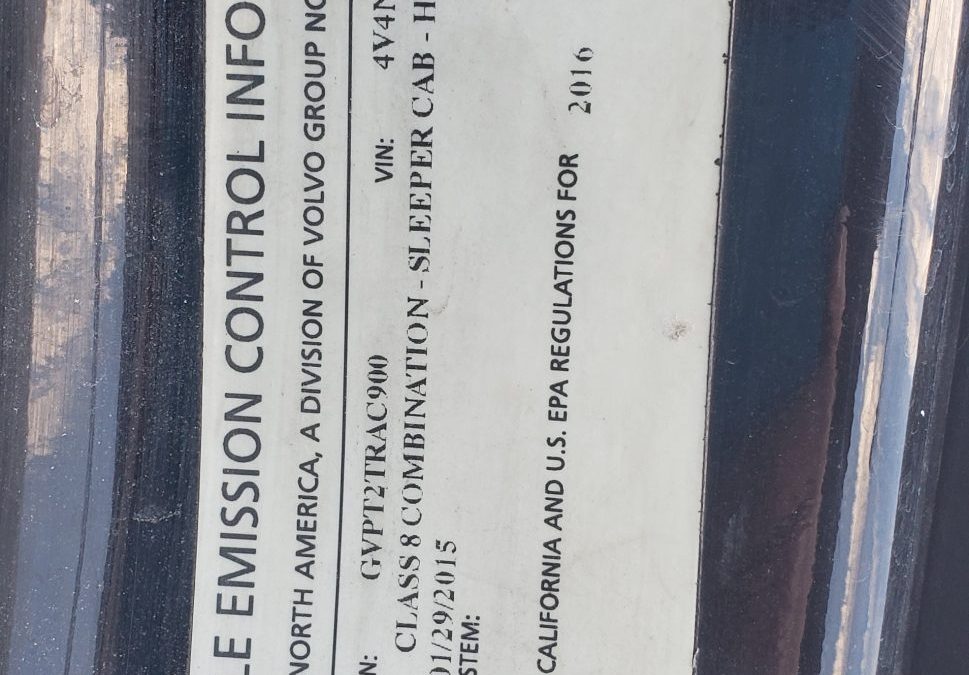 LE EMISSION CONTROL INFO
NORTH AMERICA, A DIVISION OF VOLVO GROUP NO
N: GVPT2TRAC900 VIN: 4V4N
CLASS 8 COMBINATION - SLEEPER CAB - H
01/29/2015
STEM:
CALIFORNIA AND U.S. EPA REGULATIONS FOR 2016